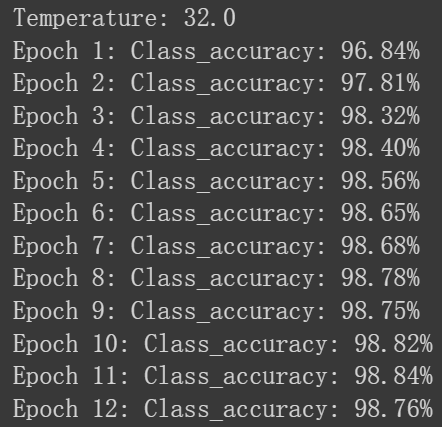 Temperature: 32.0
Epoch 1: Class_accuracy: 96.84%
Epoch 2: Class_accuracy: 97.81%
Epoch 3: Class_accuracy: 98.32%
Epoch 4: Class_accuracy: 98.40%
Epoch 5: Class_accuracy: 98.56%
Epoch 6: Class_accuracy: 98.65%
Epoch 7: Class_accuracy: 98.68%
Epoch 8: Class_accuracy: 98.78%
Epoch 9: Class_accuracy: 98.75%
Epoch 10: Class_accuracy: 98.82%
Epoch 11: Class_accuracy: 98.84%
Epoch 12: Class_accuracy: 98.76%